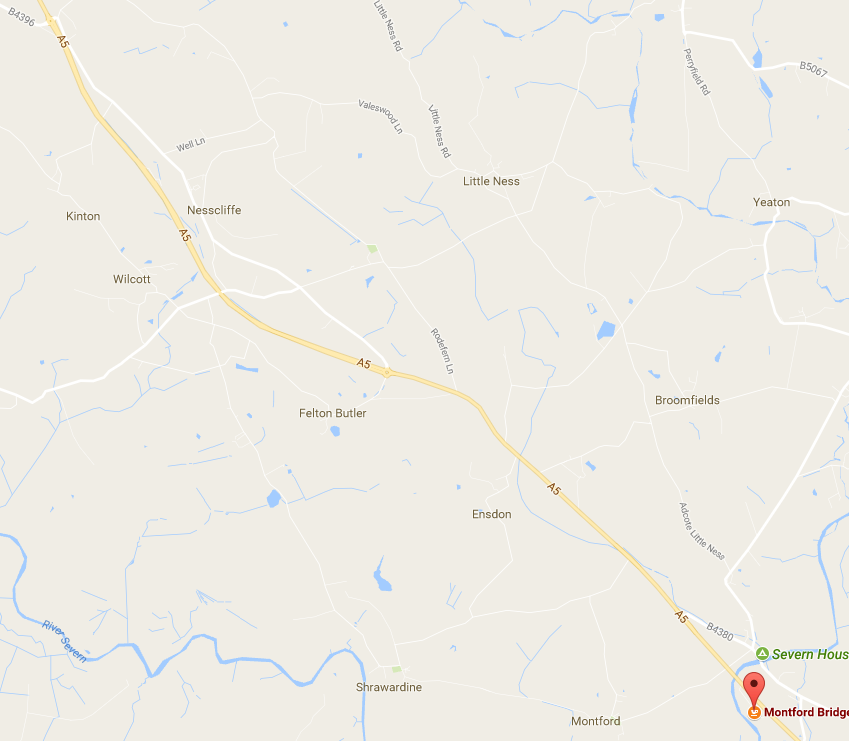 B4396
A5
Little Ness Rd
Perryfield Rd
B5067
Valeswood Ln
Little Ness Rd
Well Ln
Little Ness
Kinton
Nesscliffe
Yeaton
A5
Wilcott
Rodefern Ln
A5
Felton Butler
Broomfields
A5
Ensdon
Adcote Little Ness
River Severn
A5
B4380
Severn Hous
Shrawardine
Montford
Montford Bridge